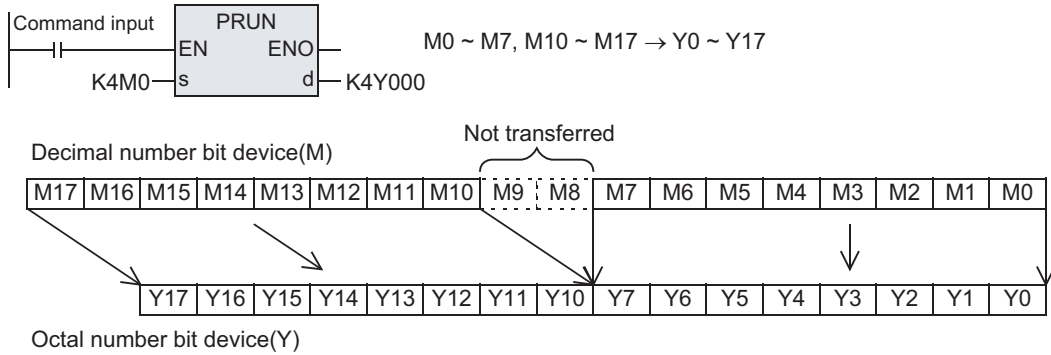 Command input
PRUN
EN ENO
M0 ~ M7, M10 ~ M17 → Y0 ~ Y17
K4M0 s d K4Y000
Not transferred
Decimal number bit device(M)
M17 M16 M15 M14 M13 M12 M11 M10 M9 M8 M7 M6 M5 M4 M3 M2 M1 M0
Y17 Y16 Y15 Y14 Y13 Y12 Y11 Y10 Y7 Y6 Y5 Y4 Y3 Y2 Y1 Y0
Octal number bit device(Y)